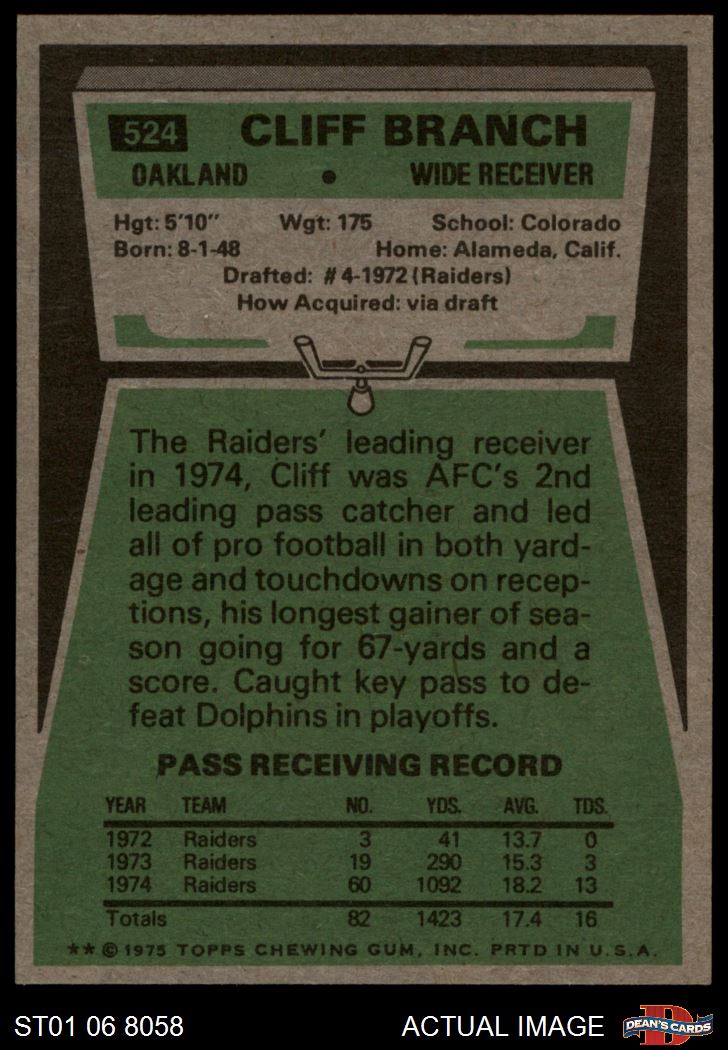 524 CLIFF BRANCH
OAKLAND • WIDE RECEIVER
Hgt: 5'10" Wgt: 175 School: Colorado
Born: 8-1-48 Home: Alameda, Calif.
Drafted: #4-1972 (Raiders)
How Acquired: via draft
The Raiders' leading receiver
in 1974, Cliff was AFC's 2nd
leading pass catcher and led
all of pro football in both yard-
age and touchdowns on recep-
tions, his longest gainer of sea-
son going for 67-yards and a
score. Caught key pass to de-
feat Dolphins in playoffs.
PASS RECEIVING RECORD
YEAR TEAM NO. YDS. AVG. TDS.
1972 Raiders 3 41 13.7 0
1973 Raiders 19 290 15.3 3
1974 Raiders 60 1092 18.2 13
Totals 82 1423 17.4 16
** © 1975 TOPPS CHEWING GUM, INC. PRTD IN U.S.A.
ST01 06 8058 ACTUAL IMAGE D DEAN'S CARDS